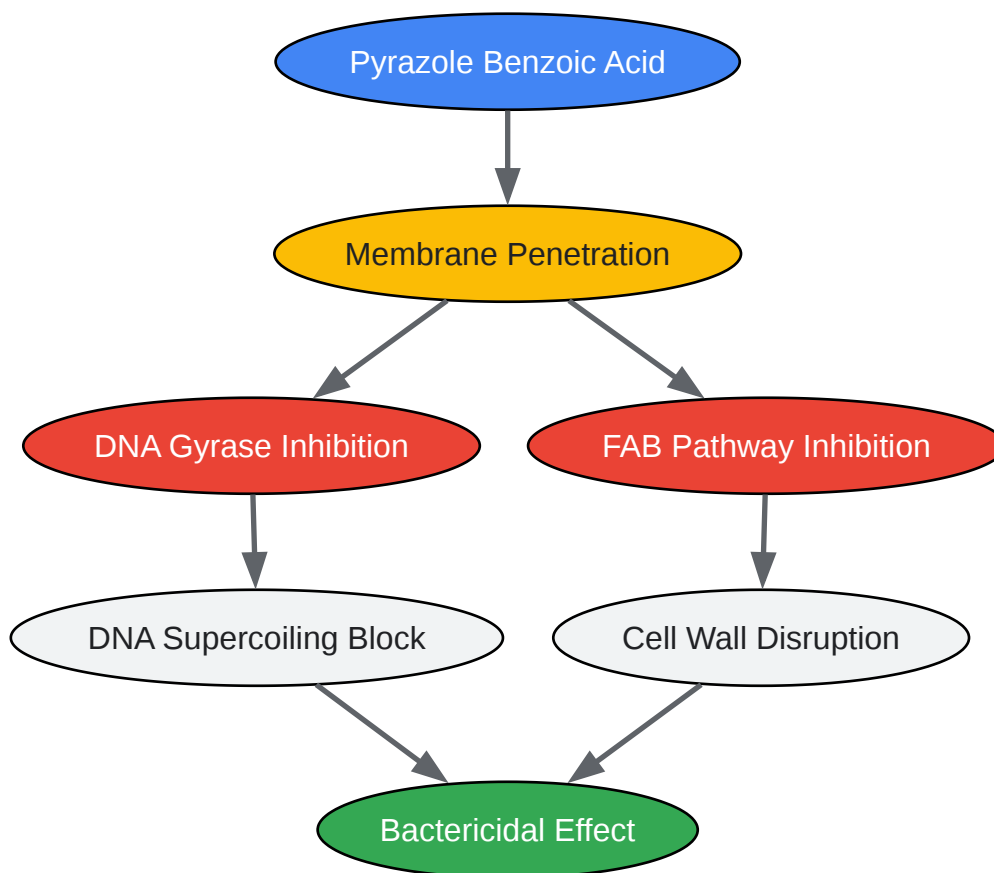 Pyrazole Benzoic Acid
Membrane Penetration
DNA Gyrase Inhibition
FAB Pathway Inhibition
DNA Supercoiling Block
Cell Wall Disruption
Bactericidal Effect